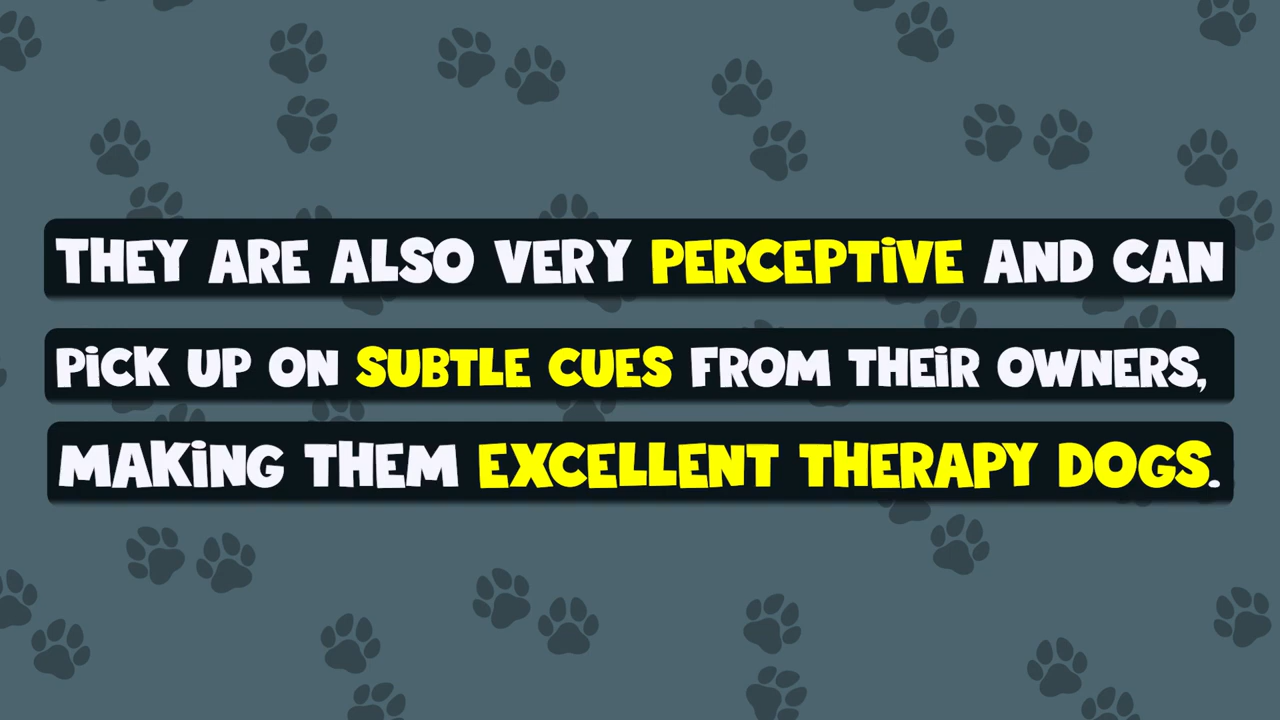 THEY ARE ALSO VERY PERCEPTiVE AND CAN
PiCK UP ON SUBTLE CUES FROM THEiR OWNERS,
MAKiNG THEM EXCELLENT THERAPY DOGS.